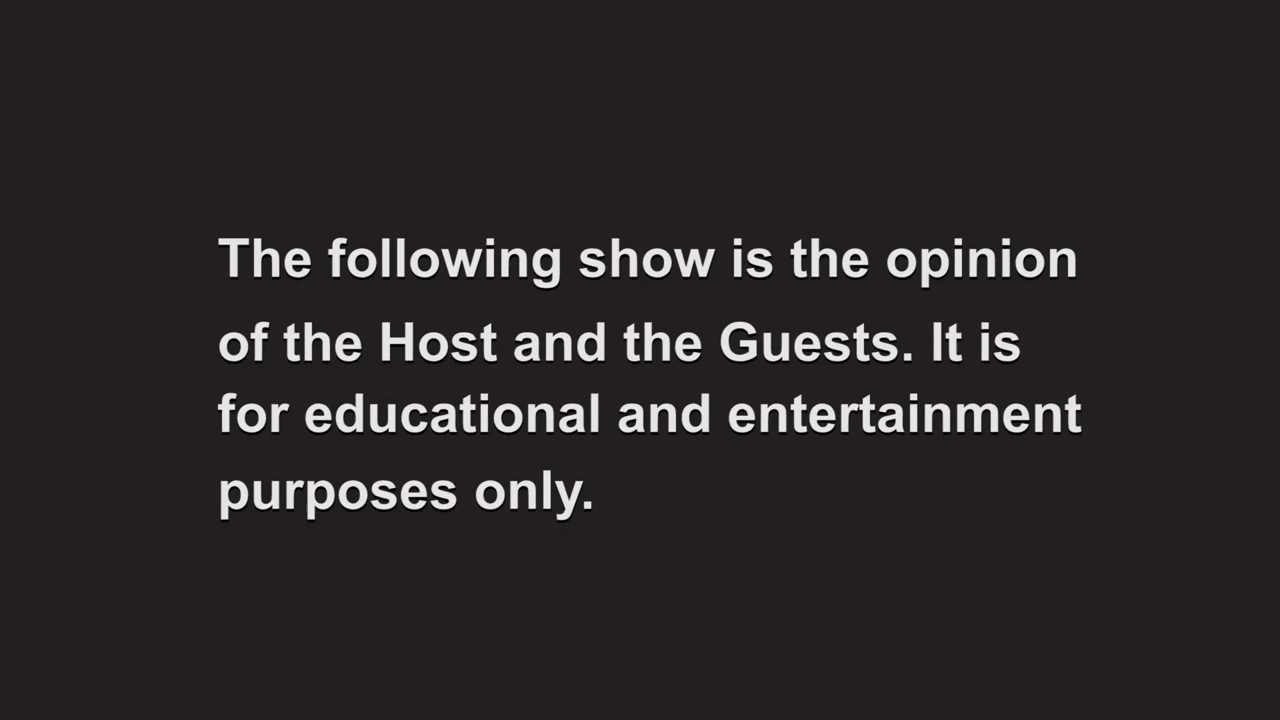 The following show is the opinion
of the Host and the Guests. It is
for educational and entertainment
purposes only.